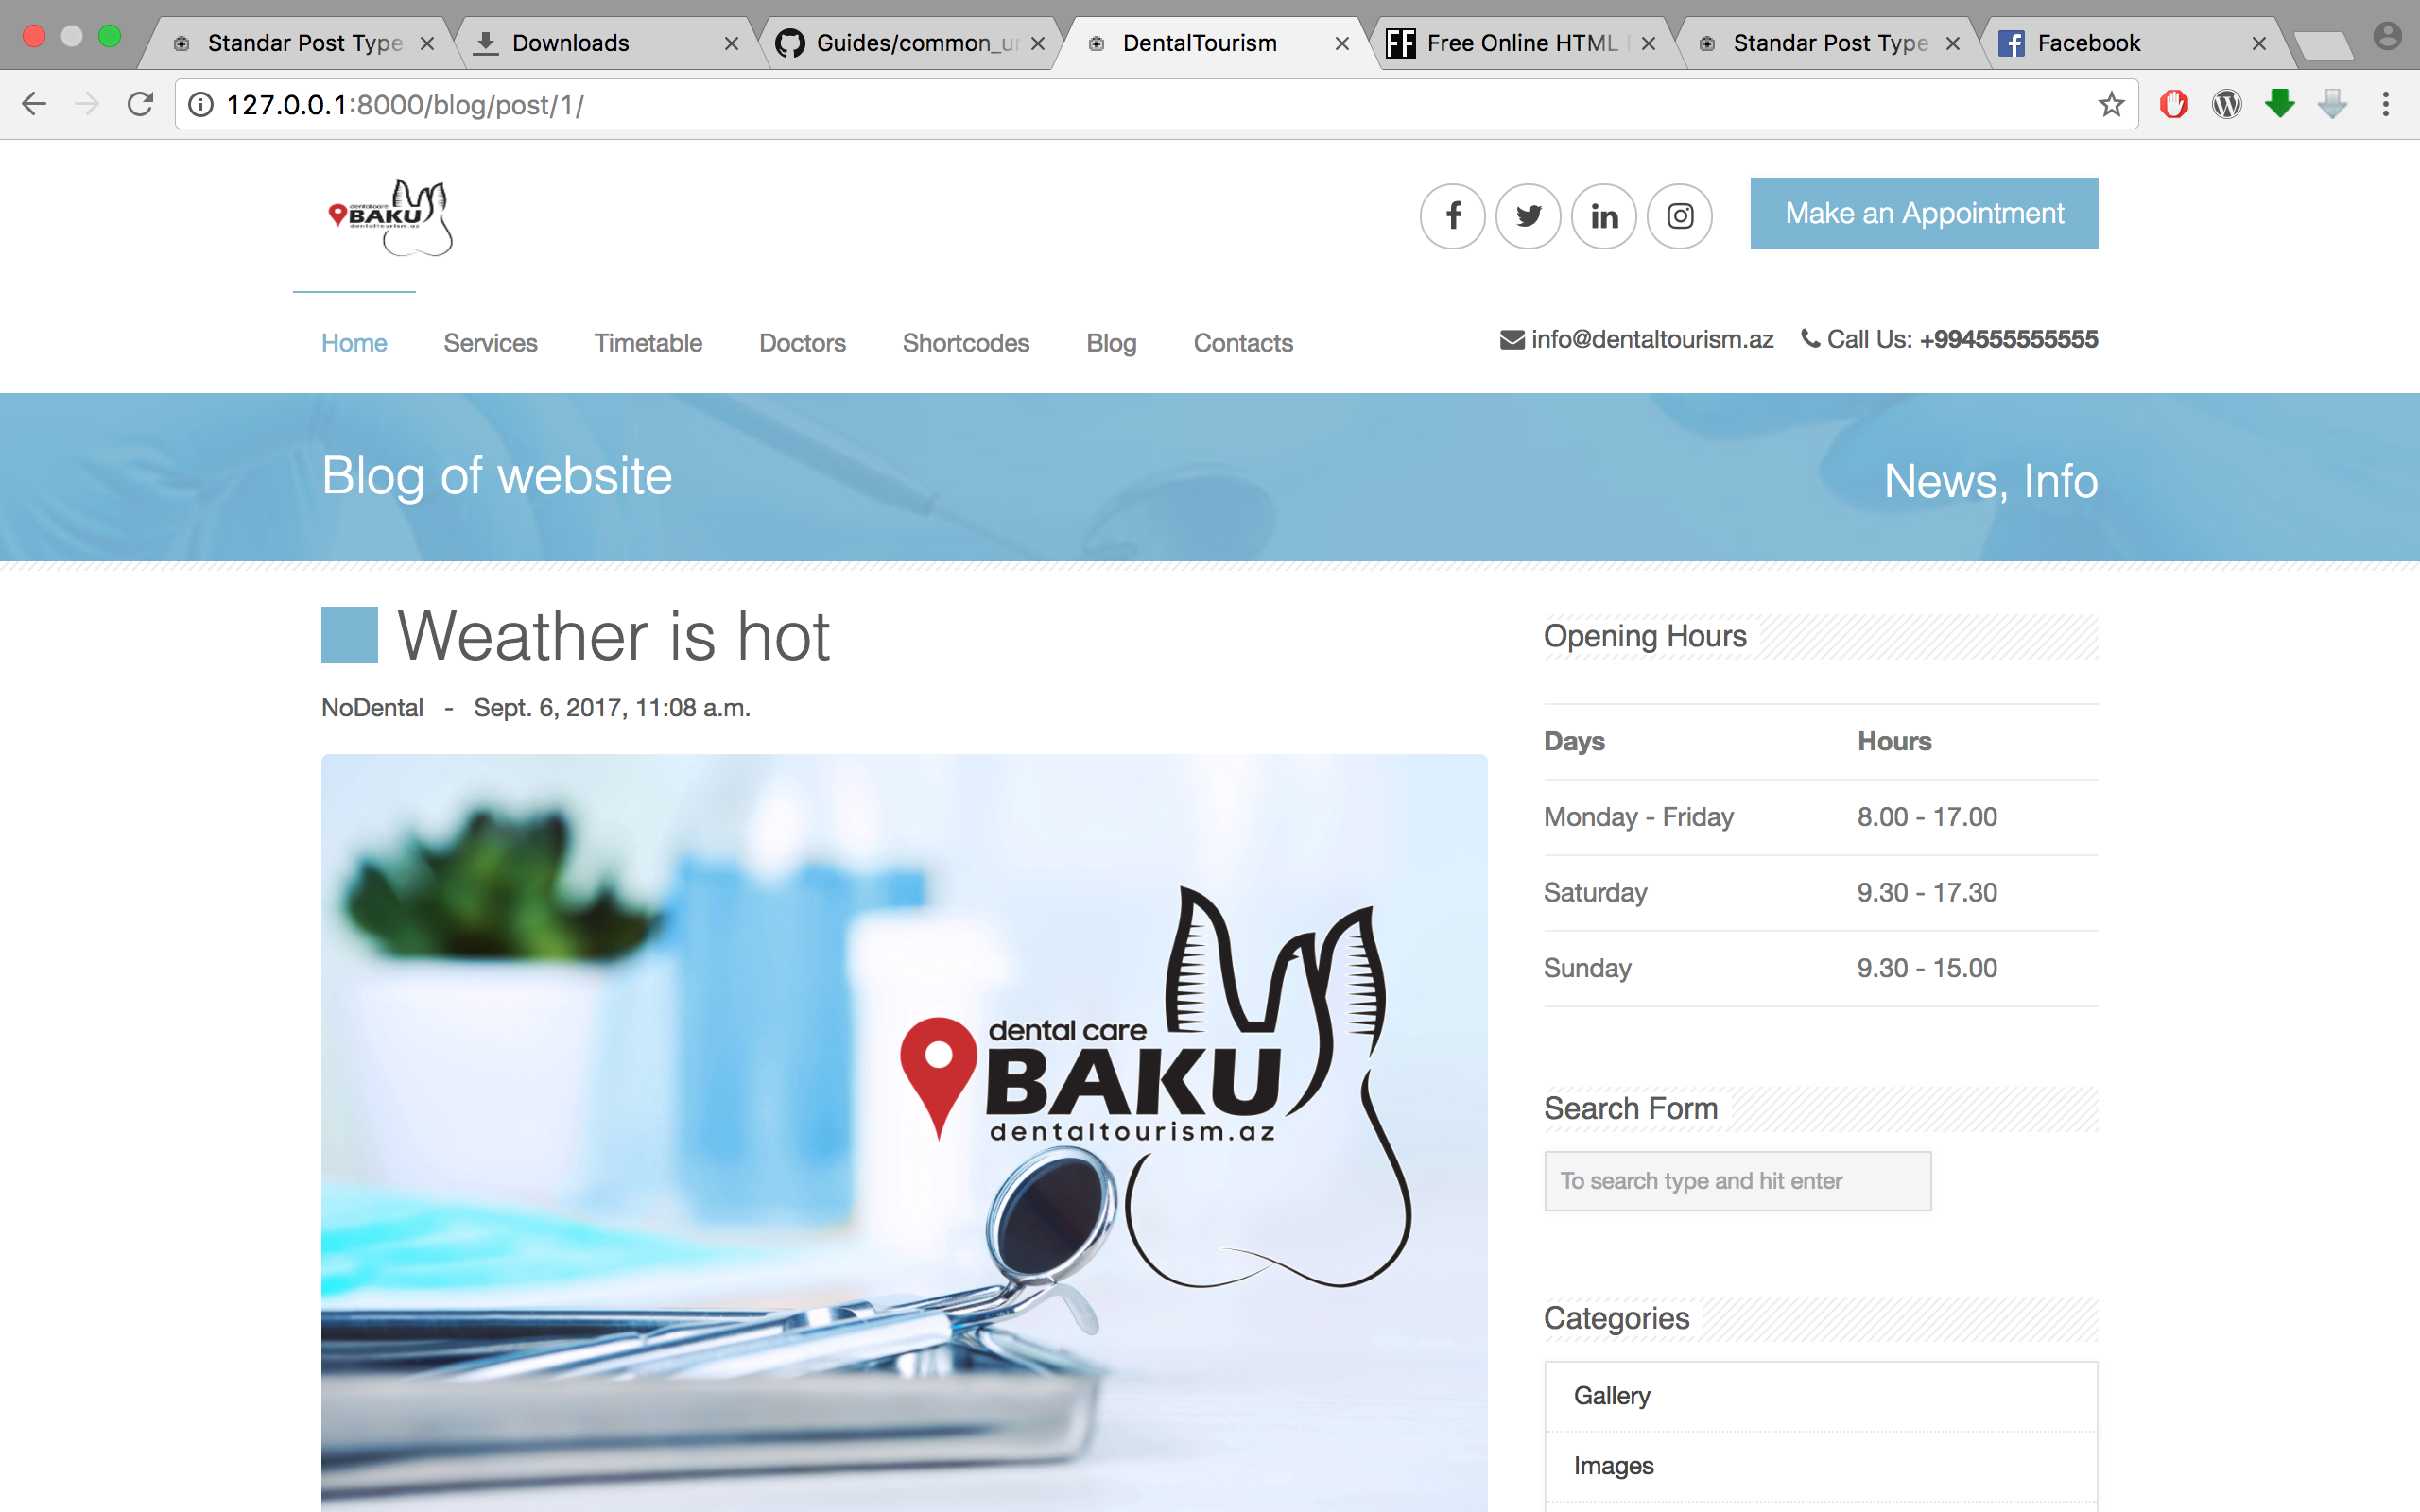 Standar Post Type
Downloads
Guides/common_ur
DentalTourism
Free Online HTML F
Standar Post Type
Facebook
127.0.0.1:8000/blog/post/1/
dental care
BAKU
dentaltourism.az
Make an Appointment
Home Services Timetable Doctors Shortcodes Blog Contacts
info@dentaltourism.az Call Us: +994555555555
Blog of website
News, Info
Weather is hot
NoDental - Sept. 6, 2017, 11:08 a.m.
dental care
BAKU
dentaltourism.az
Opening Hours
Days Hours
Monday - Friday 8.00 - 17.00
Saturday 9.30 - 17.30
Sunday 9.30 - 15.00
Search Form
To search type and hit enter
Categories
Gallery
Images